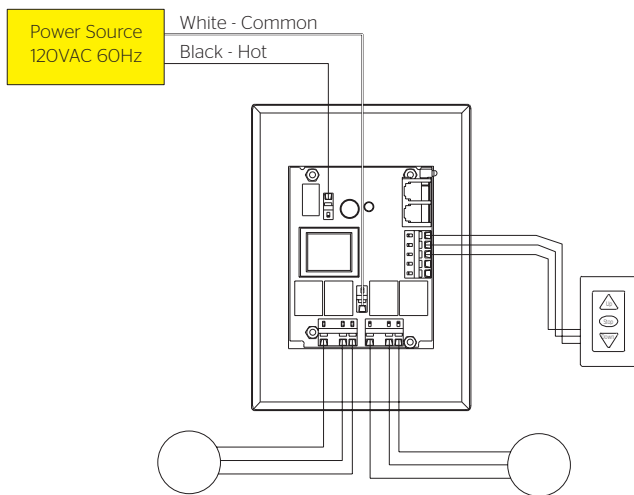 Power Source
120VAC 60Hz
White - Common
Black - Hot
Up
Stop
Down